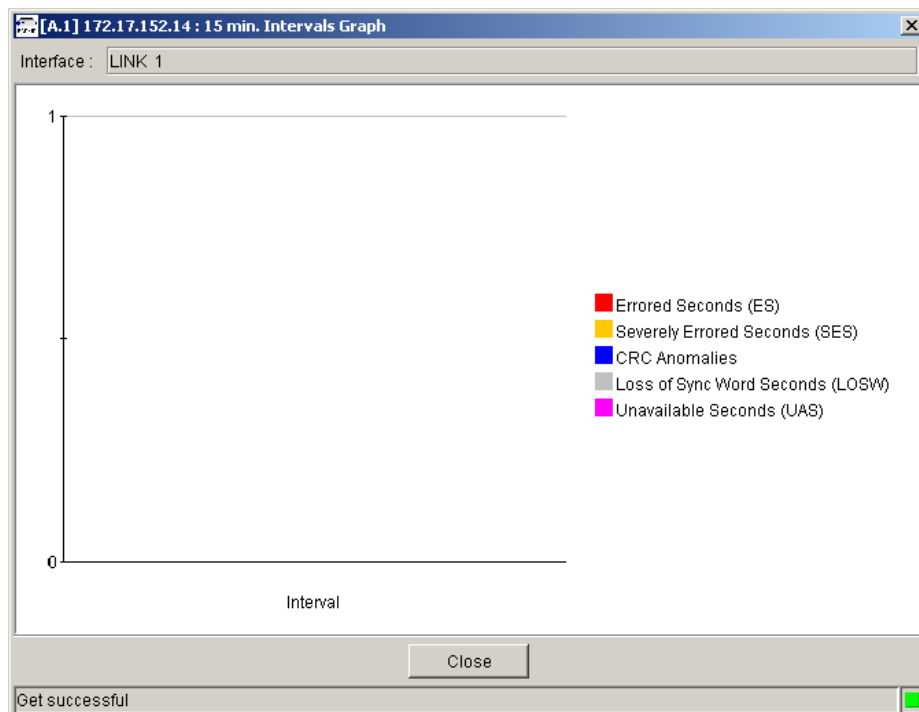 [A.1] 172.17.152.14 : 15 min. Intervals Graph
Interface : LINK 1
1
0
Interval
Errored Seconds (ES)
Severely Errored Seconds (SES)
CRC Anomalies
Loss of Sync Word Seconds (LOSW)
Unavailable Seconds (UAS)
Close
Get successful